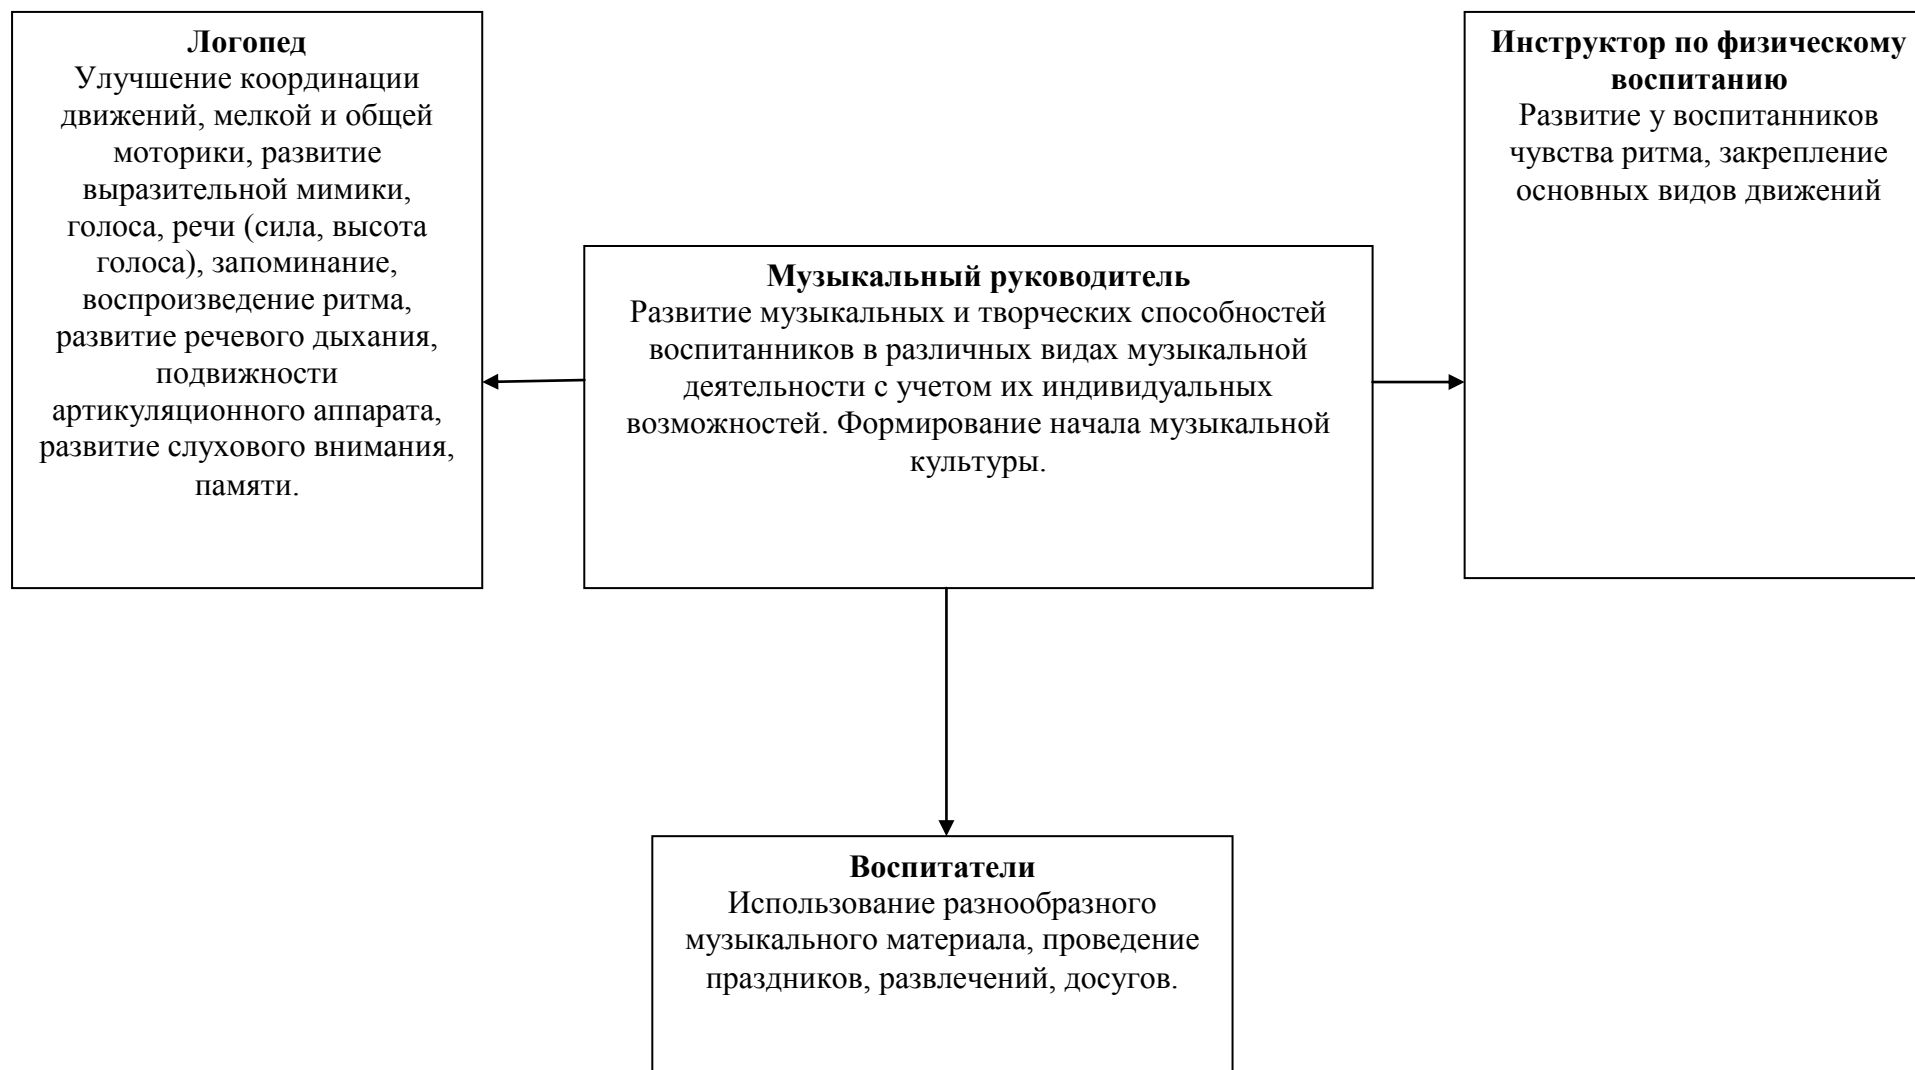 Логопед
Улучшение координации
движений, мелкой и общей
моторики, развитие
выразительной мимики,
голоса, речи (сила, высота
голоса), запоминание,
воспроизведение ритма,
развитие речевого дыхания,
подвижности
артикуляционного аппарата,
развитие слухового внимания,
памяти.
Музыкальный руководитель
Развитие музыкальных и творческих способностей
воспитанников в различных видах музыкальной
деятельности с учетом их индивидуальных
возможностей. Формирование начала музыкальной
культуры.
Инструктор по физическому
воспитанию
Развитие у воспитанников
чувства ритма, закрепление
основных видов движений
Воспитатели
Использование разнообразного
музыкального материала, проведение
праздников, развлечений, досугов.